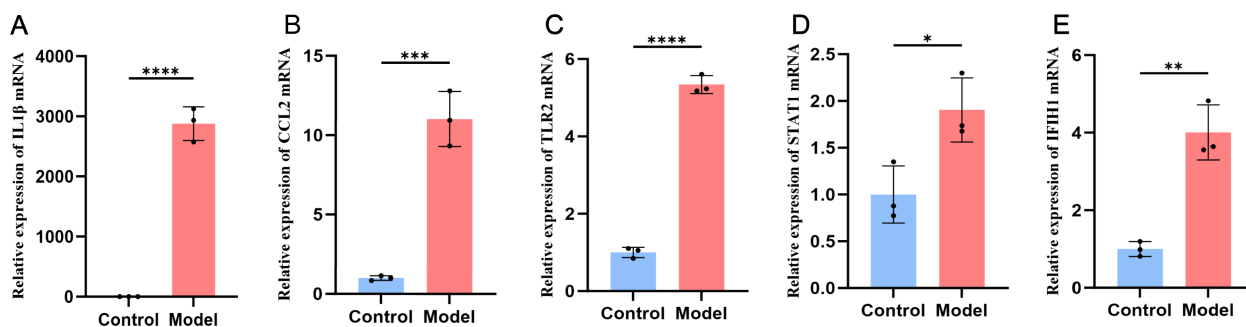 A
Relative expression of IL1β mRNA
4000
3000
2000
1000
0
****
Control Model
B
Relative expression of CCL2 mRNA
15
10
5
0
***
Control Model
C
Relative expression of TLR2 mRNA
6
4
2
0
****
Control Model
D
Relative expression of STAT1 mRNA
2.5
2.0
1.5
1.0
0.5
0.0
*
Control Model
E
Relative expression of IFIH1 mRNA
6
4
2
0
**
Control Model